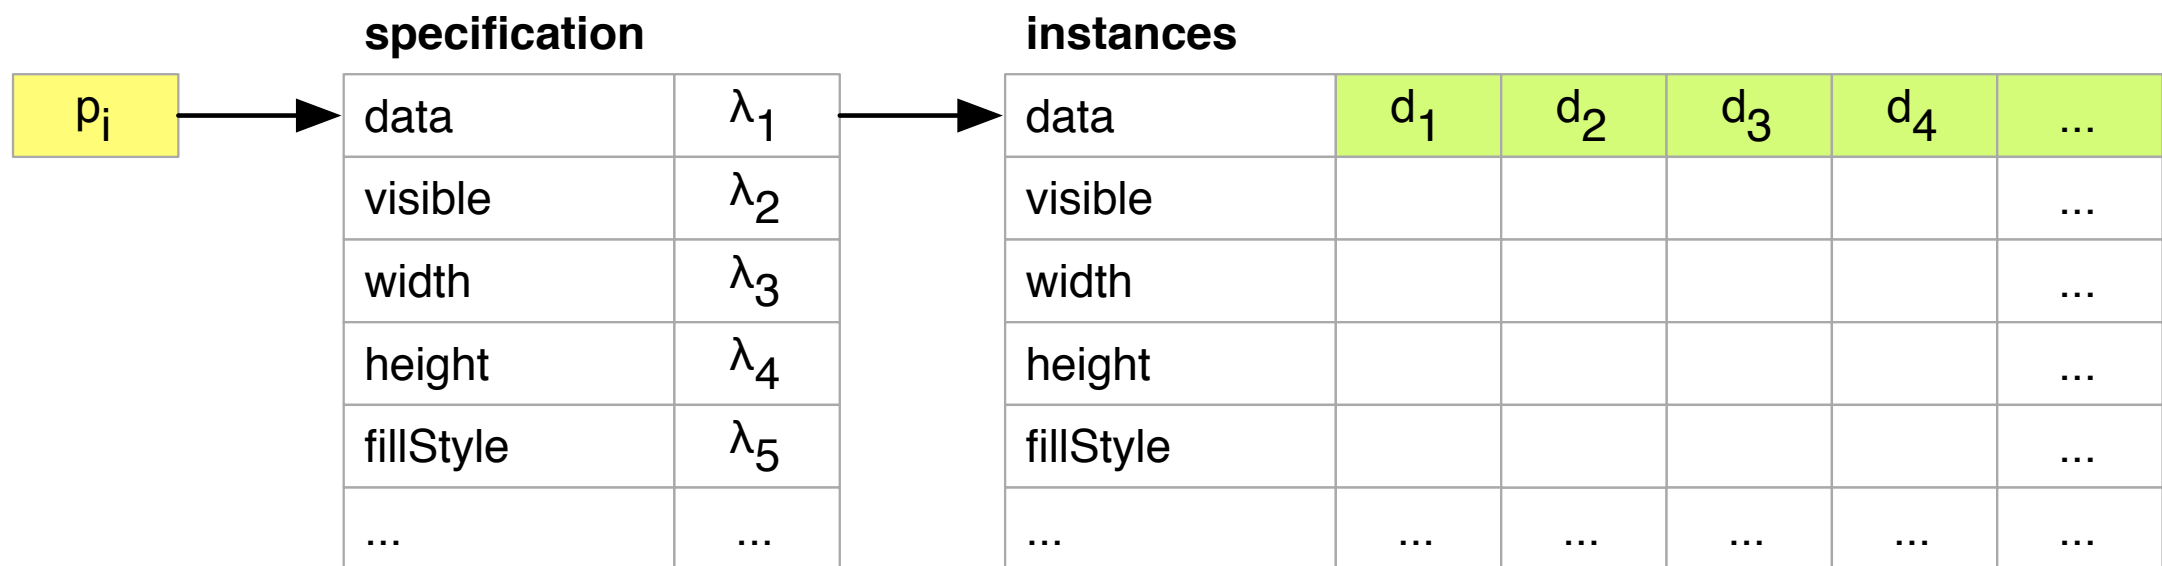 specification instances
pᵢ data λ₁ data d₁ d₂ d₃ d₄ ...
visible λ₂ visible ...
width λ₃ width ...
height λ₄ height ...
fillStyle λ₅ fillStyle ...
... ... ... ... ... ... ... ...